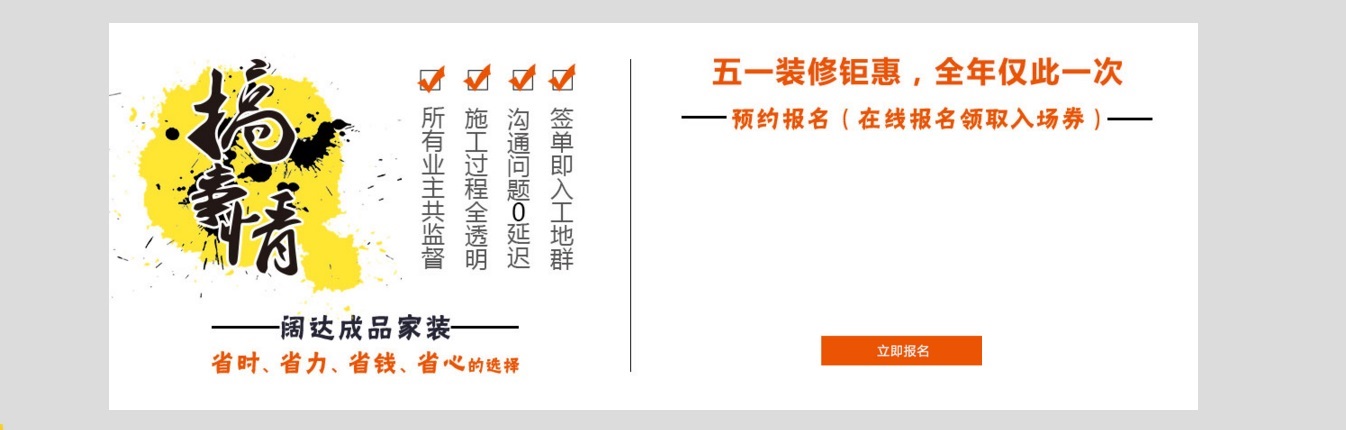 搞事情
所有业主共监督
施工过程全透明
沟通问题0延迟
签单即入工地群
阔达成品家装
省时、省力、省钱、省心的选择
五一装修钜惠，全年仅此一次
预约报名（在线报名领取入场券）
立即报名